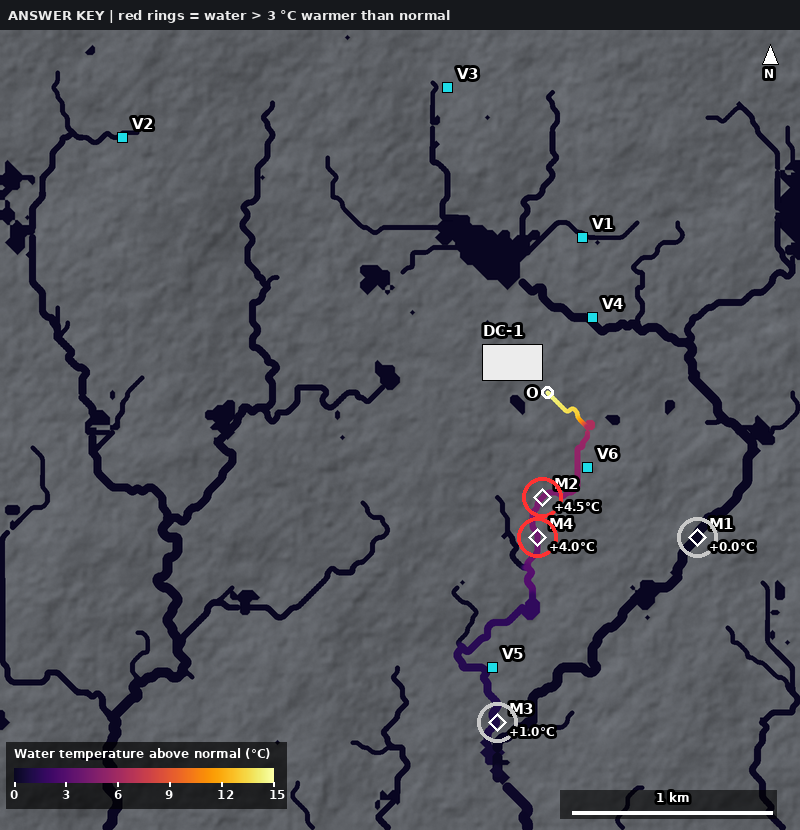 ANSWER KEY | red rings = water > 3 °C warmer than normal
N
V3
V2
V1
V4
DC-1
O
V6
M2
+4.5°C
M4
+4.0°C
M1
+0.0°C
V5
M3
+1.0°C
Water temperature above normal (°C)
0 3 6 9 12 15
1 km